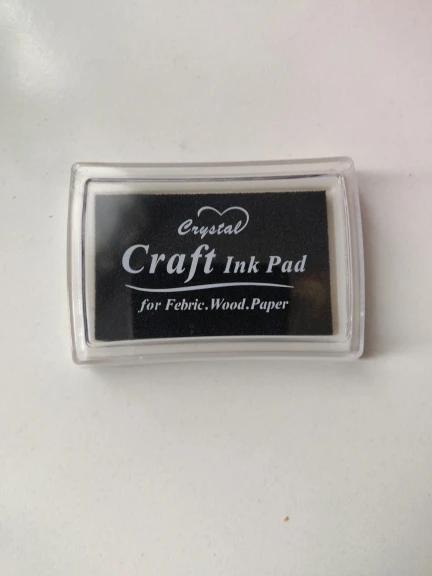 Crystal
Craft Ink Pad
for Febric.Wood.Paper